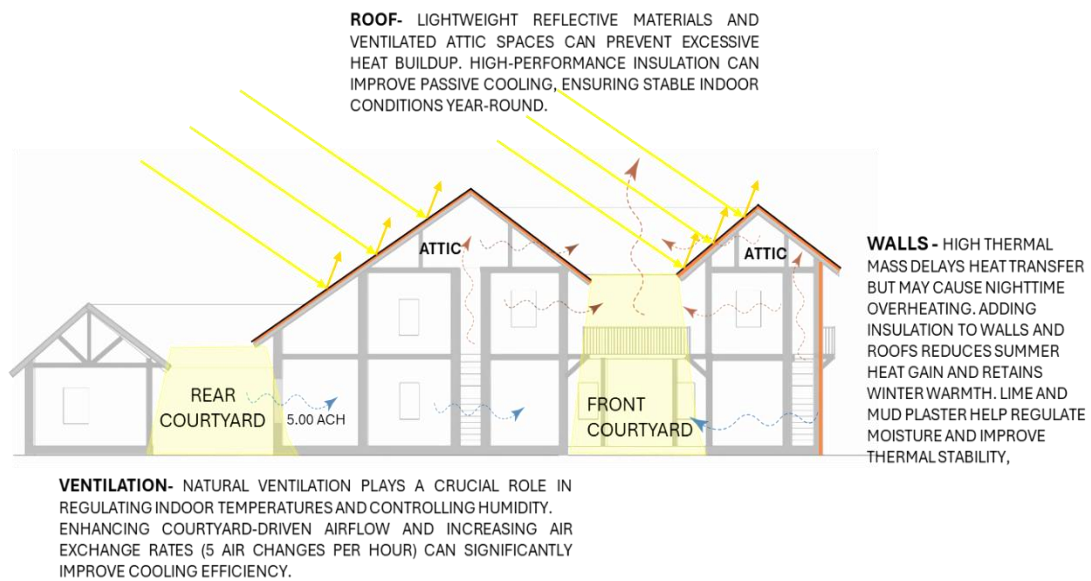 ROOF- LIGHTWEIGHT REFLECTIVE MATERIALS AND
VENTILATED ATTIC SPACES CAN PREVENT EXCESSIVE
HEAT BUILDUP. HIGH-PERFORMANCE INSULATION CAN
IMPROVE PASSIVE COOLING, ENSURING STABLE INDOOR
CONDITIONS YEAR-ROUND.
ATTIC
ATTIC
WALLS - HIGH THERMAL
MASS DELAYS HEAT TRANSFER
BUT MAY CAUSE NIGHTTIME
OVERHEATING. ADDING
INSULATION TO WALLS AND
ROOFS REDUCES SUMMER
HEAT GAIN AND RETAINS
WINTER WARMTH. LIME AND
MUD PLASTER HELP REGULATE
MOISTURE AND IMPROVE
THERMAL STABILITY,
REAR
COURTYARD
5.00 ACH
FRONT
COURTYARD
VENTILATION- NATURAL VENTILATION PLAYS A CRUCIAL ROLE IN
REGULATING INDOOR TEMPERATURES AND CONTROLLING HUMIDITY.
ENHANCING COURTYARD-DRIVEN AIRFLOW AND INCREASING AIR
EXCHANGE RATES (5 AIR CHANGES PER HOUR) CAN SIGNIFICANTLY
IMPROVE COOLING EFFICIENCY.